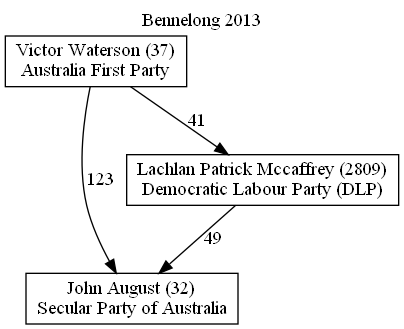 Bennelong 2013
Victor Waterson (37)
Australia First Party
41
Lachlan Patrick Mccaffrey (2809)
Democratic Labour Party (DLP)
123
49
John August (32)
Secular Party of Australia